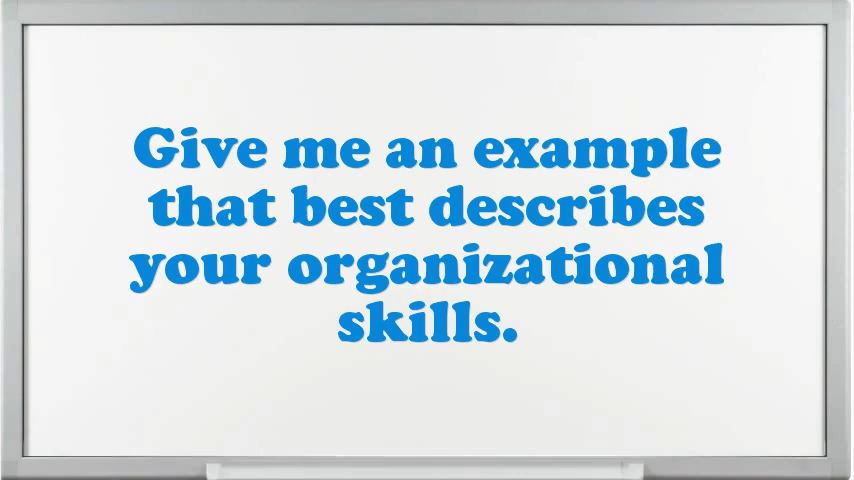 Give me an example
that best describes
your organizational
skills.